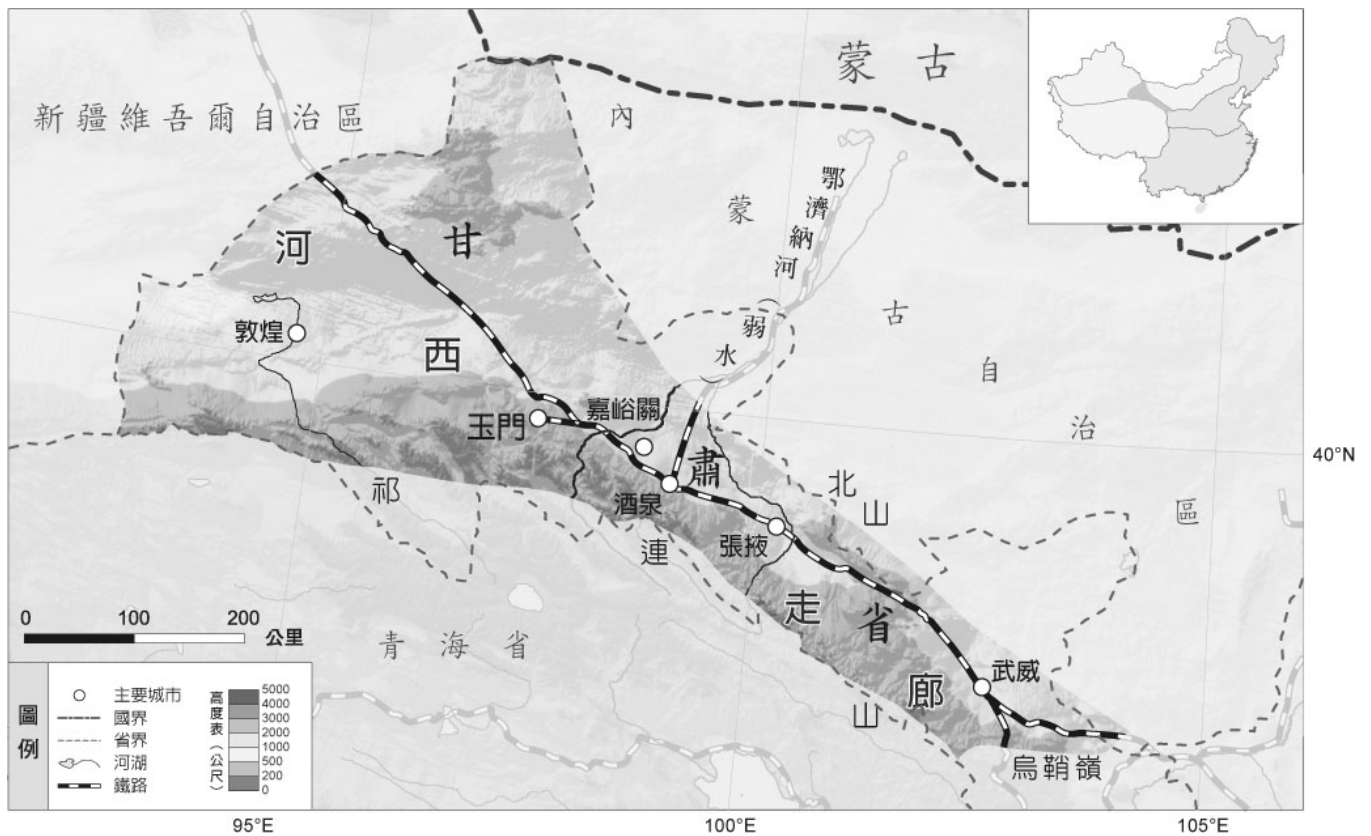 蒙古
新疆維吾爾自治區
內蒙古自治區
鄂濟納河
弱水
甘肅省
河西走廊
敦煌
玉門
嘉峪關
酒泉
張掖
武威
祁連山
北山
烏鞘嶺
青海省
40°N
0 100 200 公里
圖例
主要城市
國界
省界
河湖
鐵路
高度表(公尺)
5000
4000
3000
2000
1000
500
200
0
95°E 100°E 105°E